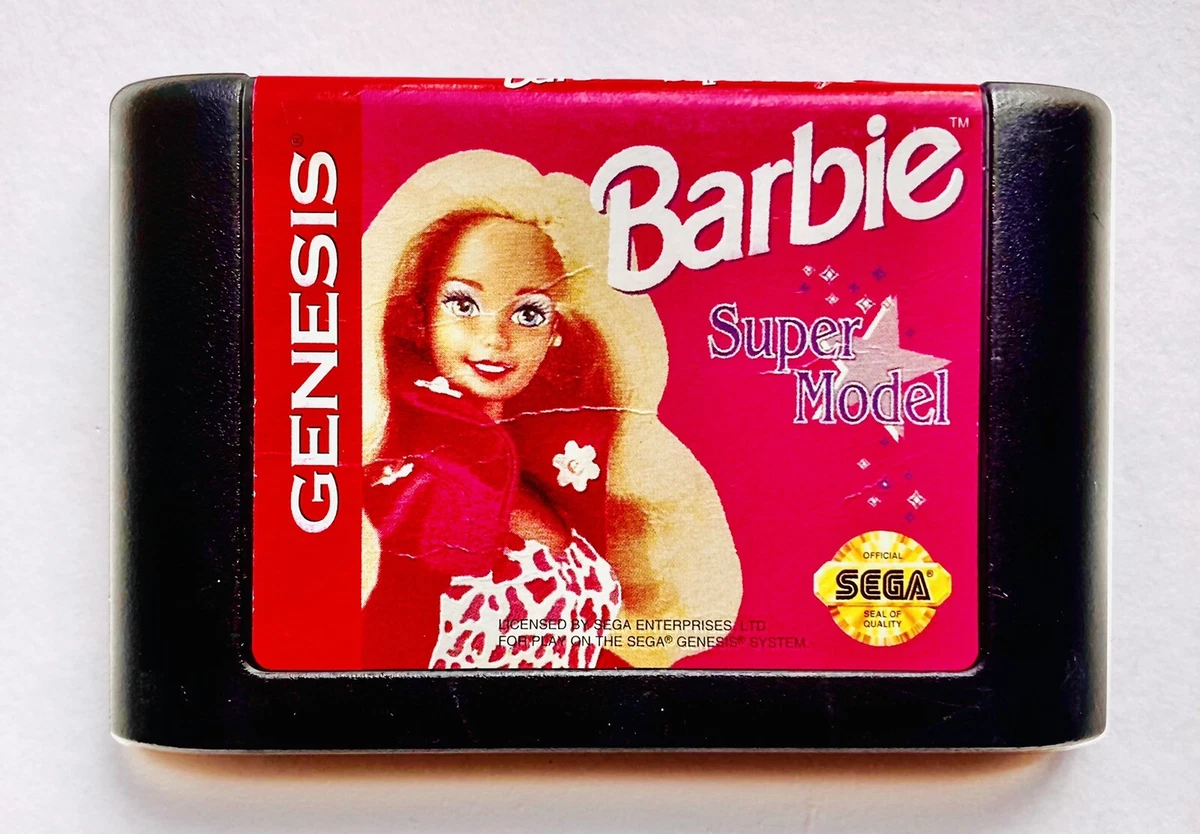 GENESIS®
Barbie™
Super
Model
OFFICIAL
SEGA®
SEAL OF
QUALITY
LICENSED BY SEGA ENTERPRISES, LTD.
FOR PLAY ON THE SEGA® GENESIS® SYSTEM.